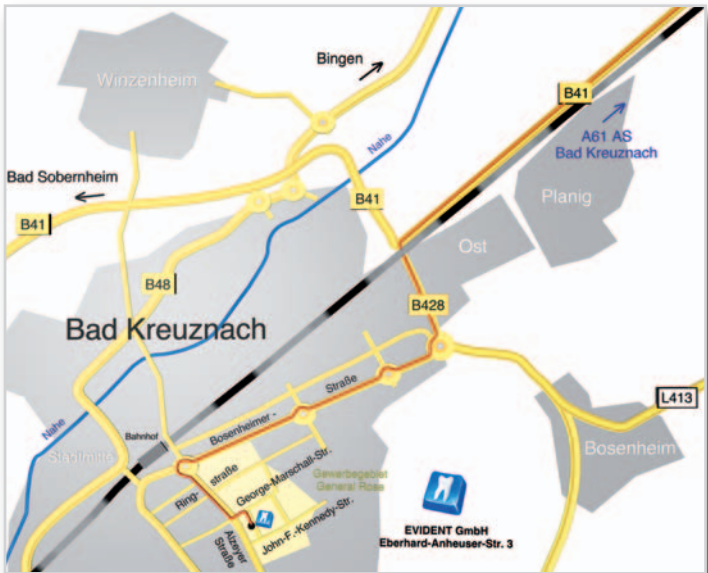 Winzenheim
Bingen
B41
A61 AS
Bad Kreuznach
Nahe
Planig
Bad Sobernheim
B41
B41
Ost
B48
B428
Bad Kreuznach
Straße
L413
Bosenheimer -
Nahe
Bahnhof
Stadtmitte
Bosenheim
Ring-
straße
George-Marschall-Str.
Gewerbegebiet
General Rose
John-F.-Kennedy-Str.
Alzeyer
Straße
EVIDENT GmbH
Eberhard-Anheuser-Str. 3